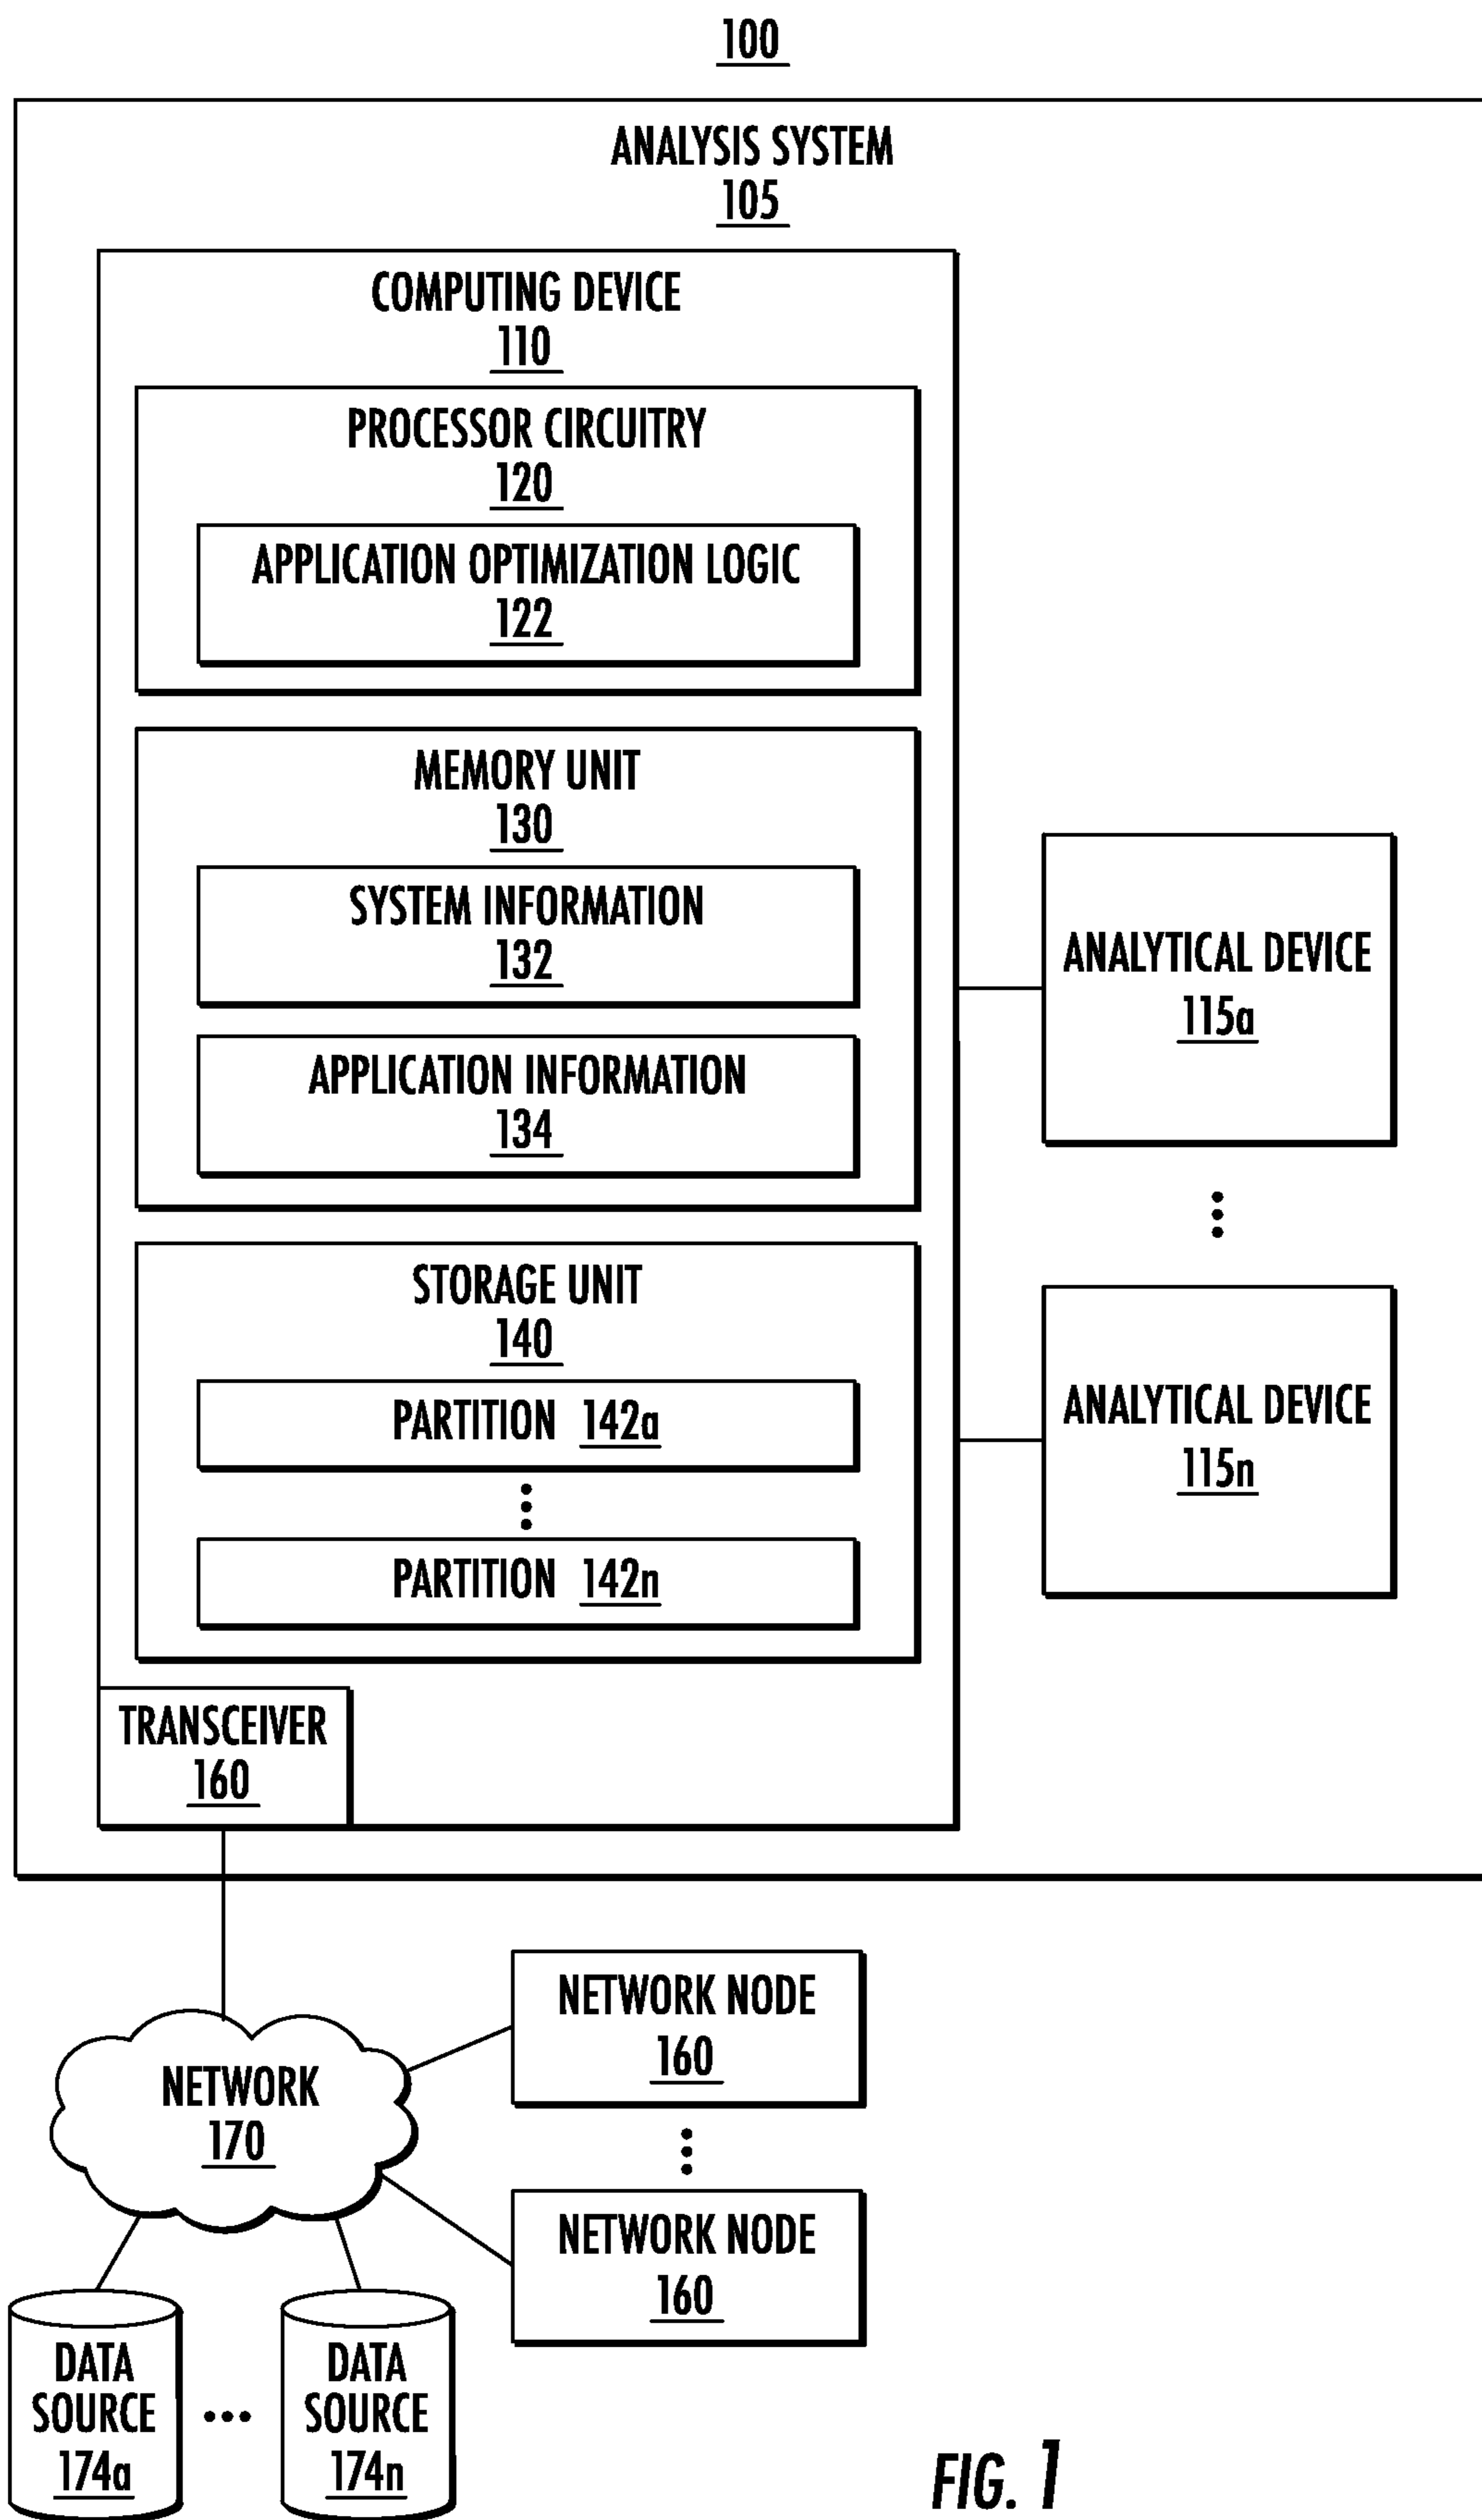 100
ANALYSIS SYSTEM
105
COMPUTING DEVICE
110
PROCESSOR CIRCUITRY
120
APPLICATION OPTIMIZATION LOGIC
122
MEMORY UNIT
130
SYSTEM INFORMATION
132
APPLICATION INFORMATION
134
STORAGE UNIT
140
PARTITION 142a
PARTITION 142n
TRANSCEIVER
160
ANALYTICAL DEVICE
115a
ANALYTICAL DEVICE
115n
NETWORK
170
NETWORK NODE
160
NETWORK NODE
160
DATA
SOURCE
174a
DATA
SOURCE
174n
FIG. 1